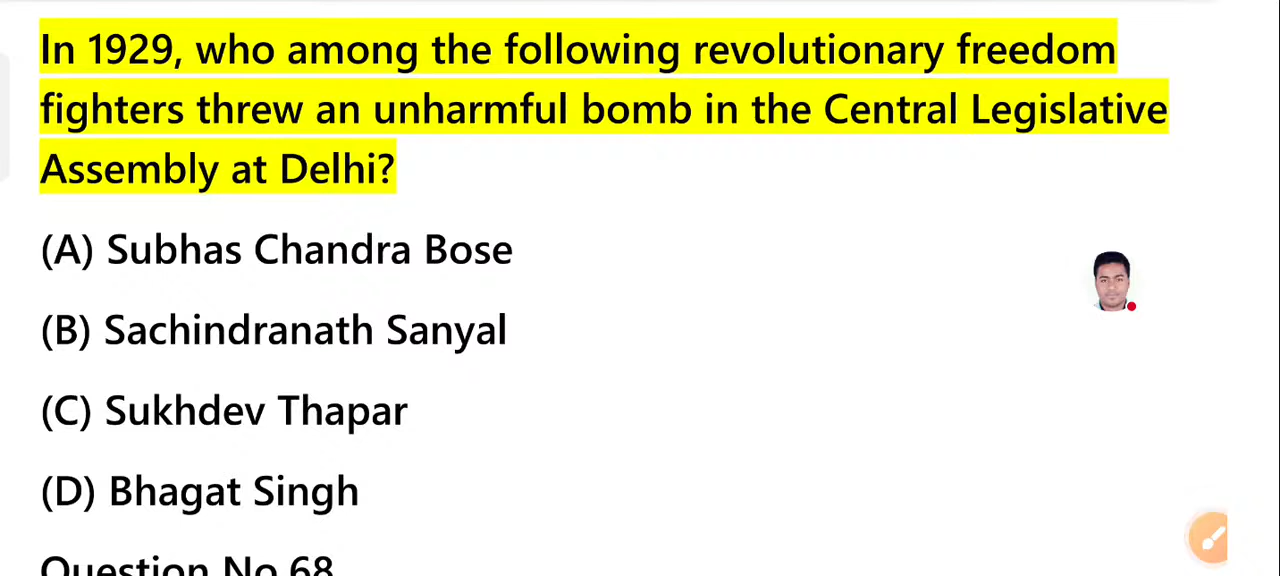 In 1929, who among the following revolutionary freedom
fighters threw an unharmful bomb in the Central Legislative
Assembly at Delhi?
(A) Subhas Chandra Bose
(B) Sachindranath Sanyal
(C) Sukhdev Thapar
(D) Bhagat Singh
Question No 68